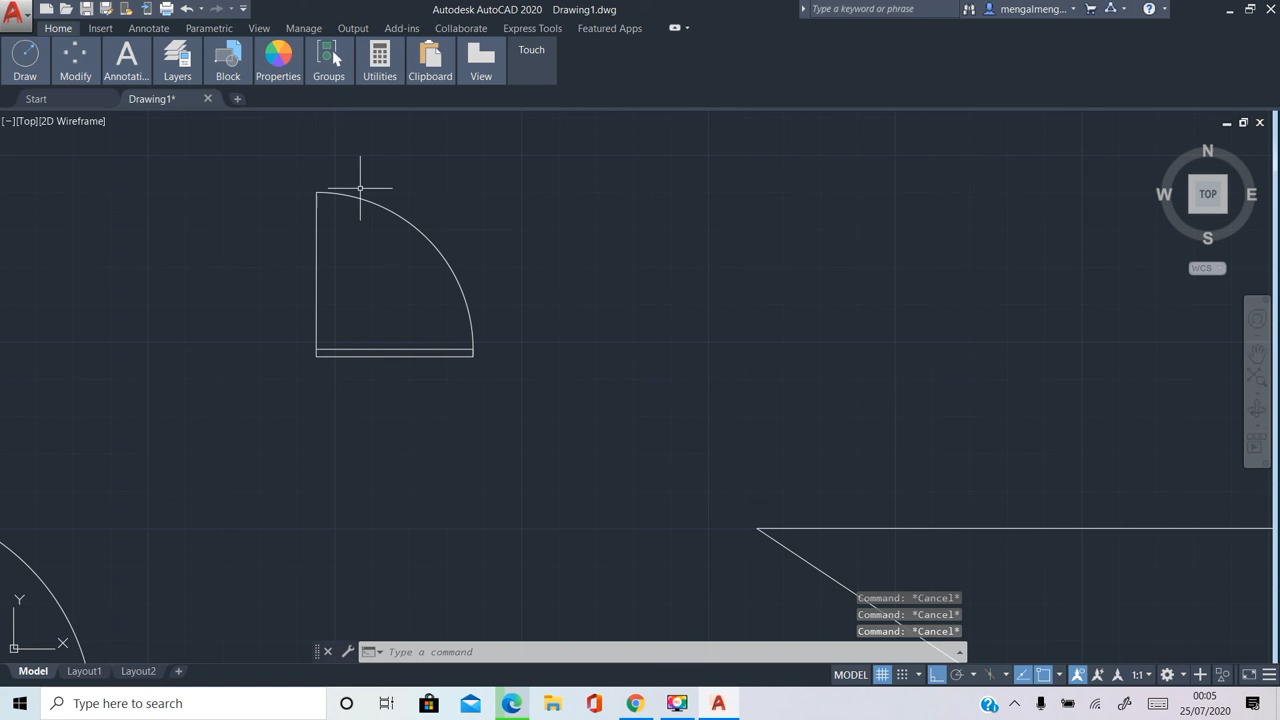 Autodesk AutoCAD 2020 Drawing1.dwg
Type a keyword or phrase
mengalmeng...
Home Insert Annotate Parametric View Manage Output Add-ins Collaborate Express Tools Featured Apps
Draw Modify Annotati... Layers Block Properties Groups Utilities Clipboard View Touch
Start Drawing1*
[−][Top][2D Wireframe]
N
W TOP E
S
WCS
Y
X
Command: *Cancel*
Command: *Cancel*
Command: *Cancel*
Type a command
Model Layout1 Layout2
MODEL 1:1
Type here to search
00:05
25/07/2020